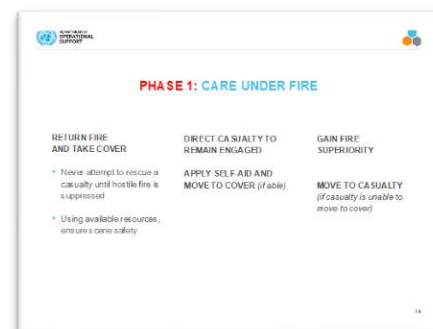 DEPARTMENT OF
OPERATIONAL
SUPPORT
PHASE 1: CARE UNDER FIRE
RETURN FIRE
AND TAKE COVER
• Never attempt to rescue a
casualty until hostile fire is
suppressed
• Using available resources,
ensure scene safety
DIRECT CASUALTY TO
REMAIN ENGAGED
APPLY SELF-AID AND
MOVE TO COVER (if able)
GAIN FIRE
SUPERIORITY
MOVE TO CASUALTY
(if casualty is unable to
move to cover)
14